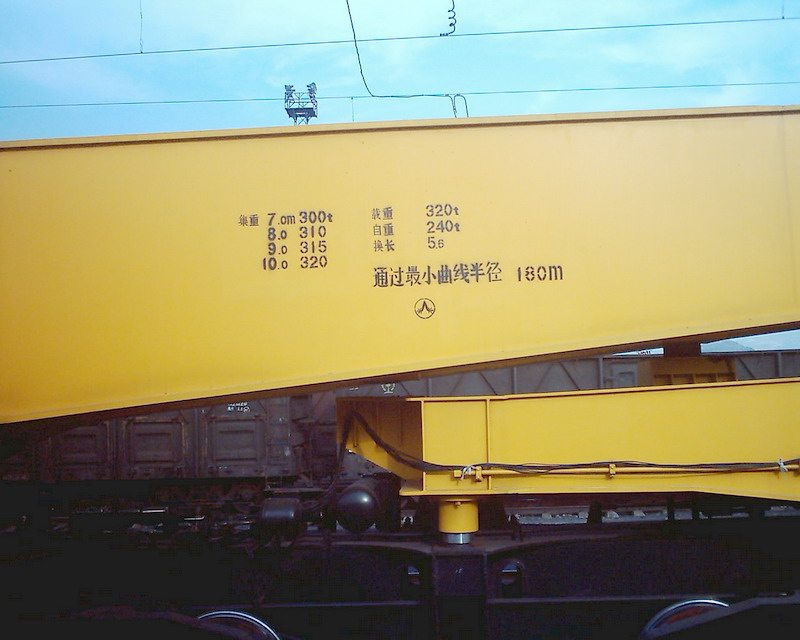 集重 7.0m 300t
8.0 310
9.0 315
10.0 320
载重 320t
自重 240t
换长 5.6
通过最小曲线半径 180m